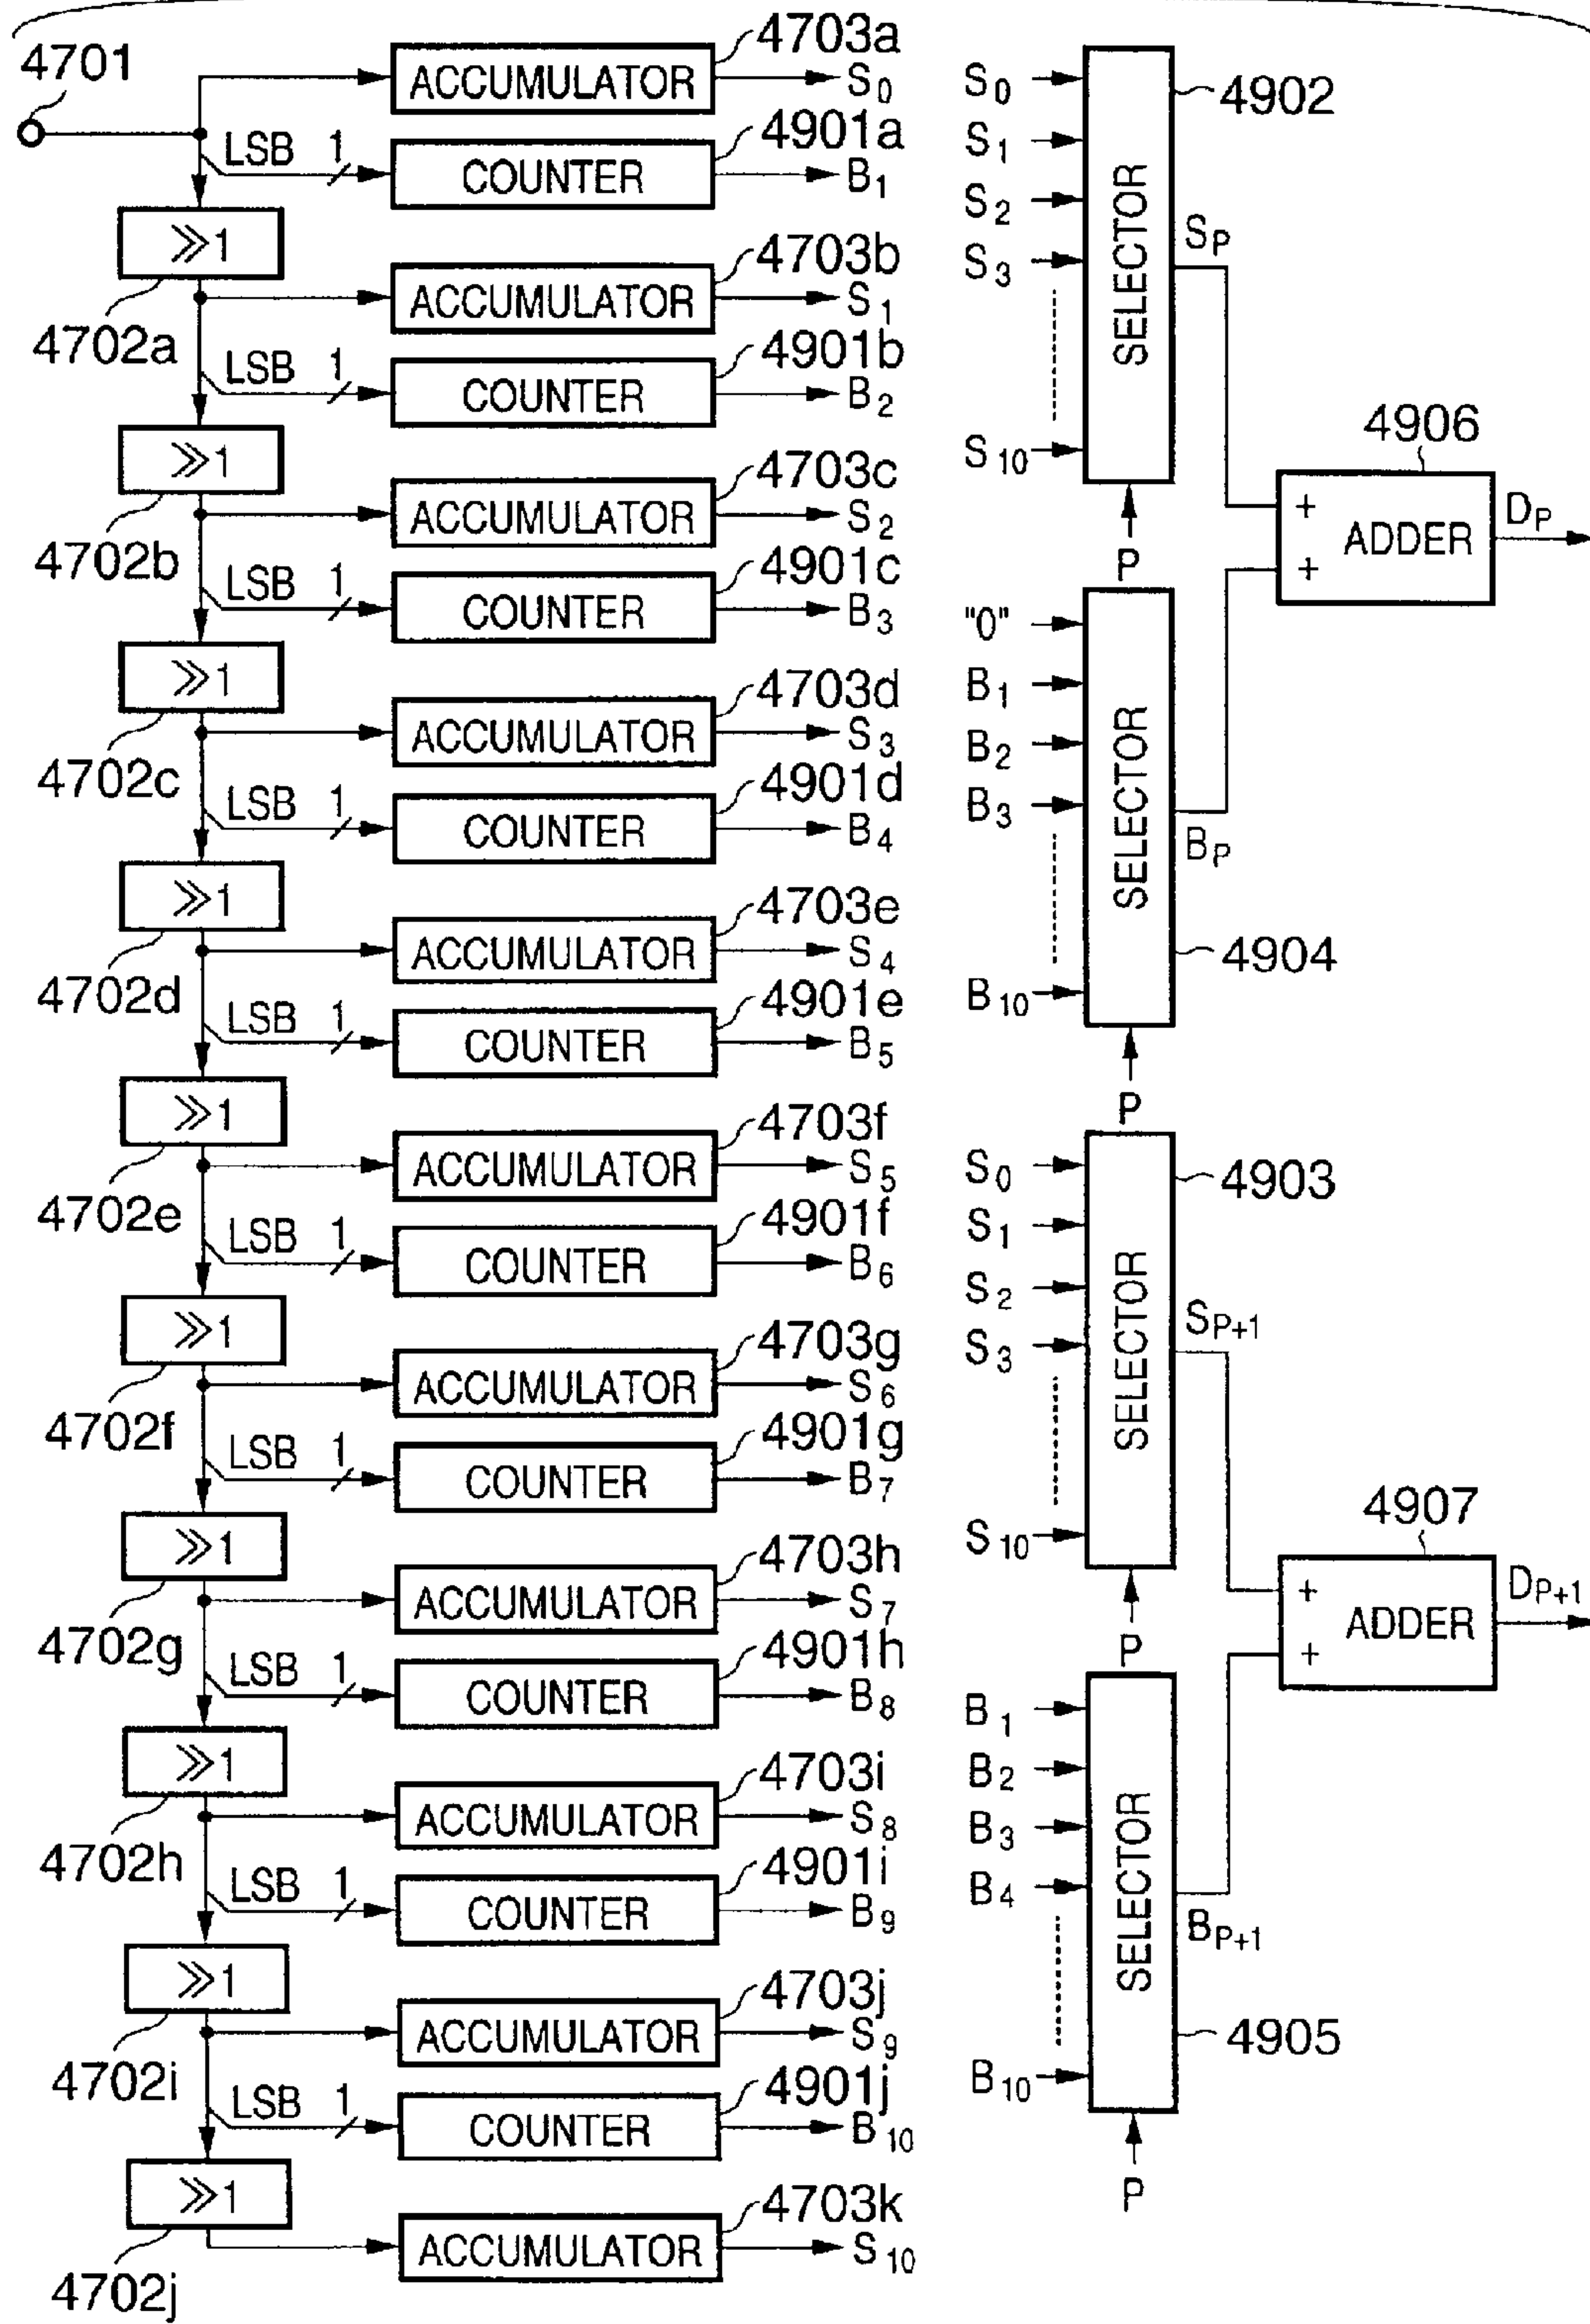 4701
ACCUMULATOR
4703a
S0
LSB
1
COUNTER
4901a
B1
≫1
4702a
ACCUMULATOR
4703b
S1
LSB
1
COUNTER
4901b
B2
≫1
4702b
ACCUMULATOR
4703c
S2
LSB
1
COUNTER
4901c
B3
≫1
4702c
ACCUMULATOR
4703d
S3
LSB
1
COUNTER
4901d
B4
≫1
4702d
ACCUMULATOR
4703e
S4
LSB
1
COUNTER
4901e
B5
≫1
4702e
ACCUMULATOR
4703f
S5
LSB
1
COUNTER
4901f
B6
≫1
4702f
ACCUMULATOR
4703g
S6
LSB
1
COUNTER
4901g
B7
≫1
4702g
ACCUMULATOR
4703h
S7
LSB
1
COUNTER
4901h
B8
≫1
4702h
ACCUMULATOR
4703i
S8
LSB
1
COUNTER
4901i
B9
≫1
4702i
ACCUMULATOR
4703j
S9
LSB
1
COUNTER
4901j
B10
≫1
4702j
ACCUMULATOR
4703k
S10
S0
S1
S2
S3
S10
SELECTOR
4902
SP
P
"0"
B1
B2
B3
B10
SELECTOR
4904
BP
P
4906
+
+
ADDER
DP
S0
S1
S2
S3
S10
SELECTOR
4903
SP+1
P
B1
B2
B3
B4
B10
SELECTOR
4905
BP+1
P
4907
+
+
ADDER
DP+1